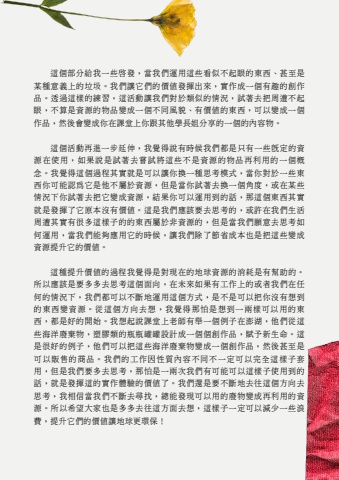 這個部分給我一些啓發，當我們運用這些看似不起眼的東西、甚至是
某種意義上的垃圾。我們讓它們的價值發揮出來，實作成一個有趣的創作
品。透過這樣的練習，這活動讓我們對於類似的情況，試著去把周遭不起
眼，不算是資源的物品變成一個不同風貌、有價值的東西，可以變成一個
作品，然後會變成你在課堂上你跟其他學長姐分享的一個的內容物。
這個活動再進一步延伸，我覺得說有時候我們都是只有一些旣定的資
源在使用，如果說是試著去嘗試將這些不是資源的物品再利用的一個概
念。我覺得這個過程其實就是可以讓你換一種思考模式，當你對於一些東
西你可能認爲它是他不屬於資源，但是當你試著去換一個角度，或在某些
情況下你試著去把它變成資源，結果你可以運用到的話，那這個東西其實
就是發揮了它原本沒有價值。這是我們應該要去思考的，或許在我們生活
周遭其實有很多這樣子的東西屬於非資源的，但是當我們願意去思考如
何運用，當我們能夠應用它的時候，讓我們除了節省成本也是把這些變成
資源提升它的價值。
這種提升價值的過程我覺得是對現在的地球資源的消耗是有幫助的。
所以應該是要多多去思考這個面向，在未來如果有工作上的或者我們在任
何的情況下，我們都可以不斷地運用這個方式，是不是可以把你沒有想到
的東西變資源。從這個方向去想，我覺得那怕是想到一兩樣可以用的東
西，都是好的開始。我想起說課堂上老師有舉一個例子在澎湖，他們從這
些海洋廢棄物，塑膠類的瓶瓶罐罐設計成一個個創作品，賦予新生命。這
是很好的例子，他們可以把這些海洋廢棄物變成一個創作品，然後甚至是
可以販售的商品。我們的工作因性質內容不同不一定可以完全這樣子套
用，但是我們要多去思考，那怕是一兩次我們有可能可以這樣子使用到的
話，就是發揮這的實作體驗的價值了。我們還是要不斷地去往這個方向去
思考，我相信當我們不斷去尋找，總能發現可以用的廢物變成再利用的資
源。所以希望大家也是多多去往這方面去想，這樣子一定可以減少一些浪
費，提升它們的價值讓地球更環保！